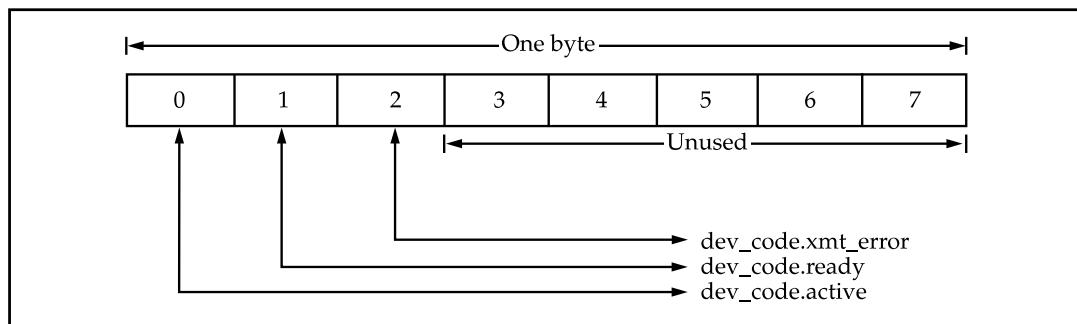 One byte
0 1 2 3 4 5 6 7
Unused
dev_code.xmt_error
dev_code.ready
dev_code.active